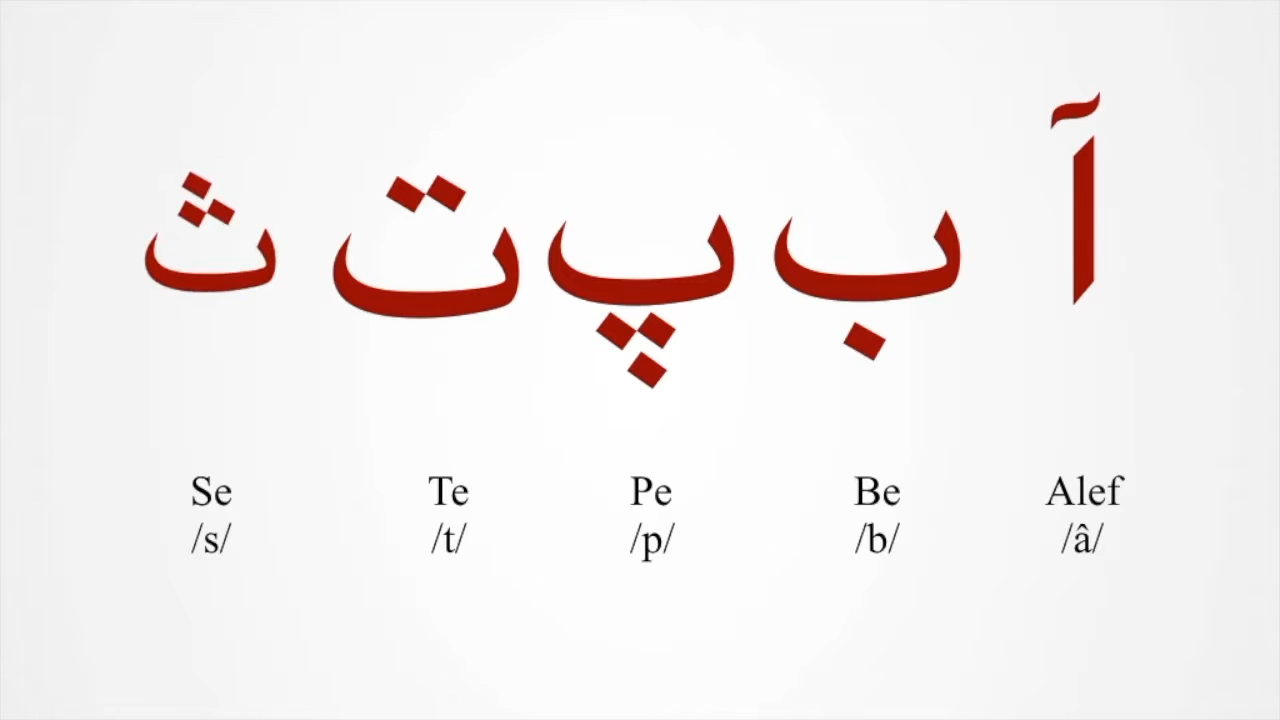 آ ب پ ت ث
Se Te Pe Be Alef
/s/ /t/ /p/ /b/ /â/